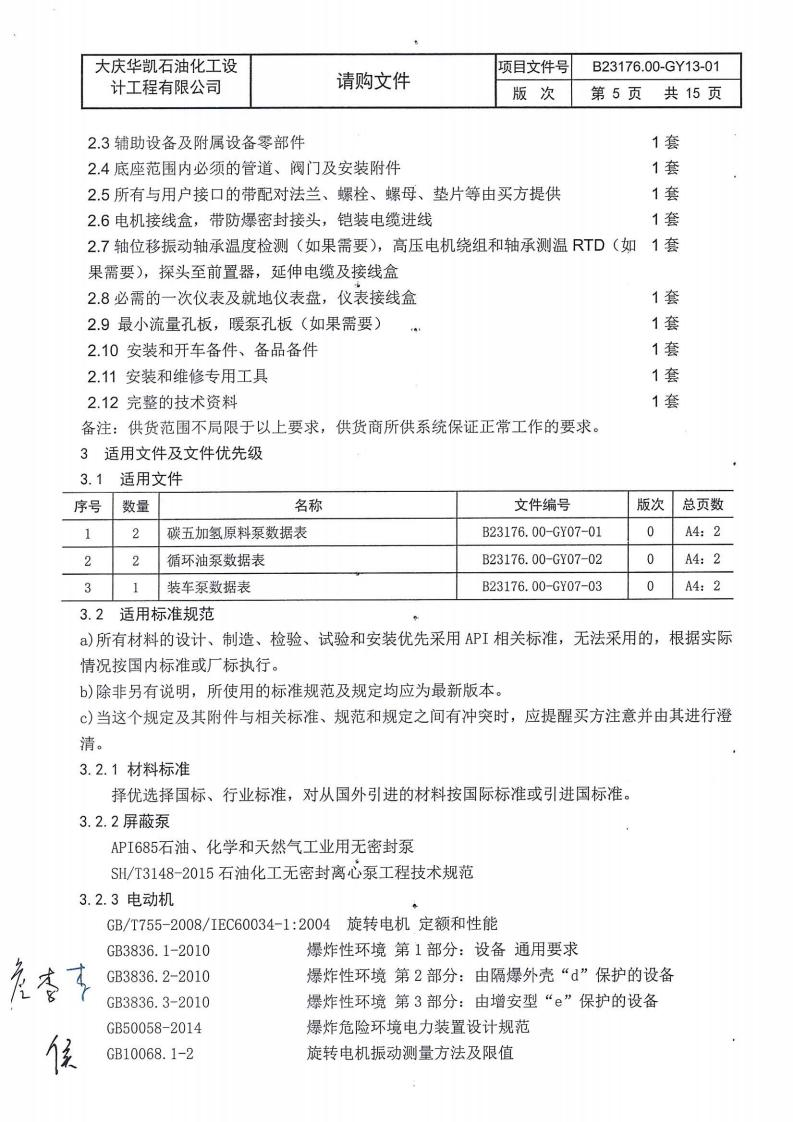 大庆华凯石油化工设计工程有限公司 请购文件 项目文件号 B23176.00-GY13-01
版 次 第 5 页 共 15 页
2.3 辅助设备及附属设备零部件 1 套
2.4 底座范围内必须的管道、阀门及安装附件 1 套
2.5 所有与用户接口的带配对法兰、螺栓、螺母、垫片等由买方提供 1 套
2.6 电机接线盒，带防爆密封接头，铠装电缆进线 1 套
2.7 轴位移振动轴承温度检测（如果需要），高压电机绕组和轴承测温 RTD（如 1 套
果需要），探头至前置器，延伸电缆及接线盒
2.8 必需的一次仪表及就地仪表盘，仪表接线盒 1 套
2.9 最小流量孔板，暖泵孔板（如果需要） 1 套
2.10 安装和开车备件、备品备件 1 套
2.11 安装和维修专用工具 1 套
2.12 完整的技术资料 1 套
备注：供货范围不局限于以上要求，供货商所供系统保证正常工作的要求。
3 适用文件及文件优先级
3.1 适用文件
序号 数量 名称 文件编号 版次 总页数
1 2 碳五加氢原料泵数据表 B23176.00-GY07-01 0 A4：2
2 2 循环油泵数据表 B23176.00-GY07-02 0 A4：2
3 1 装车泵数据表 B23176.00-GY07-03 0 A4：2
3.2 适用标准规范
a)所有材料的设计、制造、检验、试验和安装优先采用 API 相关标准，无法采用的，根据实际
情况按国内标准或厂标执行。
b)除非另有说明，所使用的标准规范及规定均应为最新版本。
c)当这个规定及其附件与相关标准、规范和规定之间有冲突时，应提醒买方注意并由其进行澄
清。
3.2.1 材料标准
择优选择国标、行业标准，对从国外引进的材料按国际标准或引进国标准。
3.2.2屏蔽泵
API685石油、化学和天然气工业用无密封泵
SH/T3148-2015 石油化工无密封离心泵工程技术规范
3.2.3 电动机
GB/T755-2008/IEC60034-1:2004 旋转电机 定额和性能
GB3836.1-2010 爆炸性环境 第 1 部分：设备 通用要求
GB3836.2-2010 爆炸性环境 第 2 部分：由隔爆外壳“d”保护的设备
GB3836.3-2010 爆炸性环境 第 3 部分：由增安型“e”保护的设备
GB50058-2014 爆炸危险环境电力装置设计规范
GB10068.1-2 旋转电机振动测量方法及限值